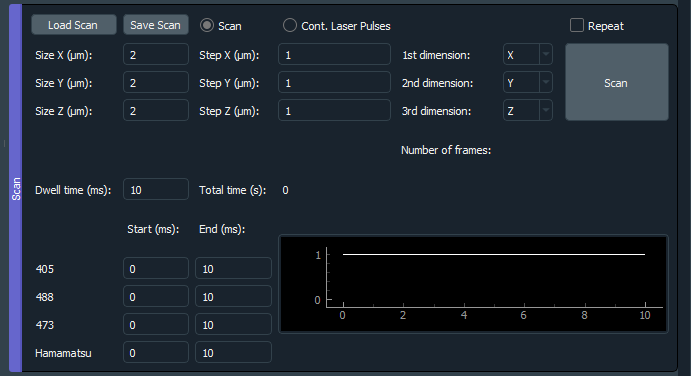 Load Scan Save Scan Scan Cont. Laser Pulses Repeat
Size X (µm): 2 Step X (µm): 1 1st dimension: X
Size Y (µm): 2 Step Y (µm): 1 2nd dimension: Y Scan
Size Z (µm): 2 Step Z (µm): 1 3rd dimension: Z
Number of frames:
Scan
Dwell time (ms): 10 Total time (s): 0
Start (ms): End (ms):
405 0 10
488 0 10
473 0 10
Hamamatsu 0 10
1
0
0 2 4 6 8 10